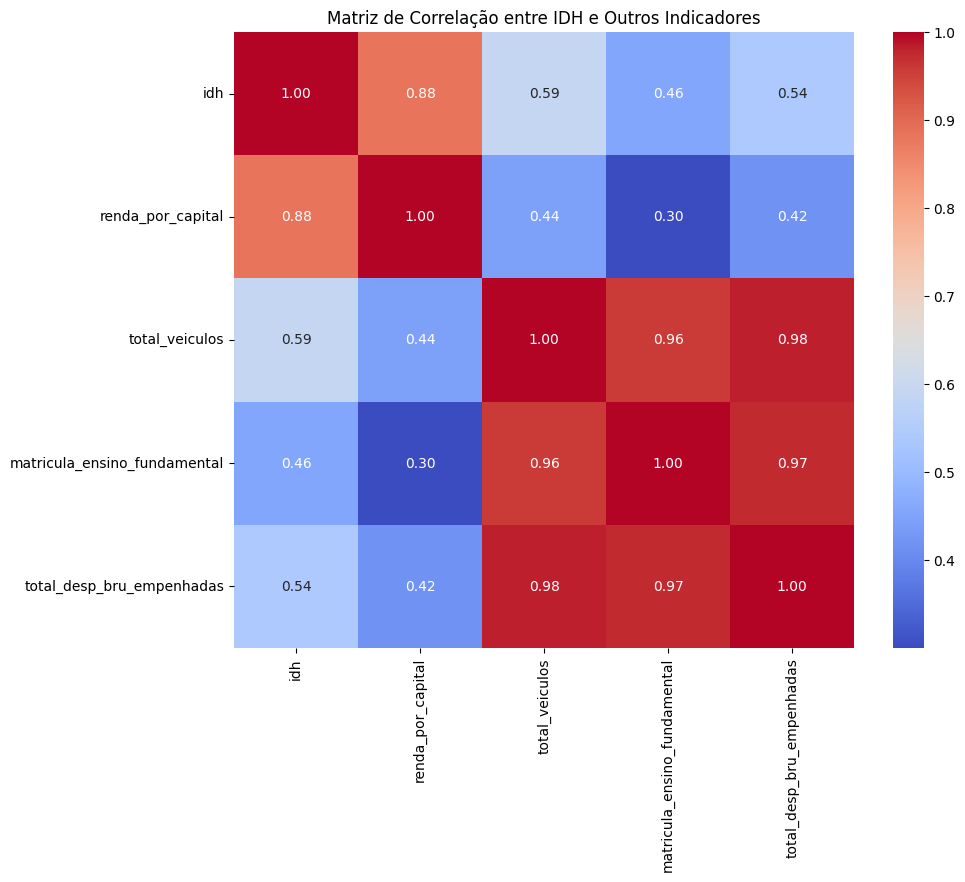 Matriz de Correlação entre IDH e Outros Indicadores
idh
1.00 0.88 0.59 0.46 0.54
renda_por_capital
0.88 1.00 0.44 0.30 0.42
total_veiculos
0.59 0.44 1.00 0.96 0.98
matricula_ensino_fundamental
0.46 0.30 0.96 1.00 0.97
total_desp_bru_empenhadas
0.54 0.42 0.98 0.97 1.00
idh
renda_por_capital
total_veiculos
matricula_ensino_fundamental
total_desp_bru_empenhadas
1.0
0.9
0.8
0.7
0.6
0.5
0.4